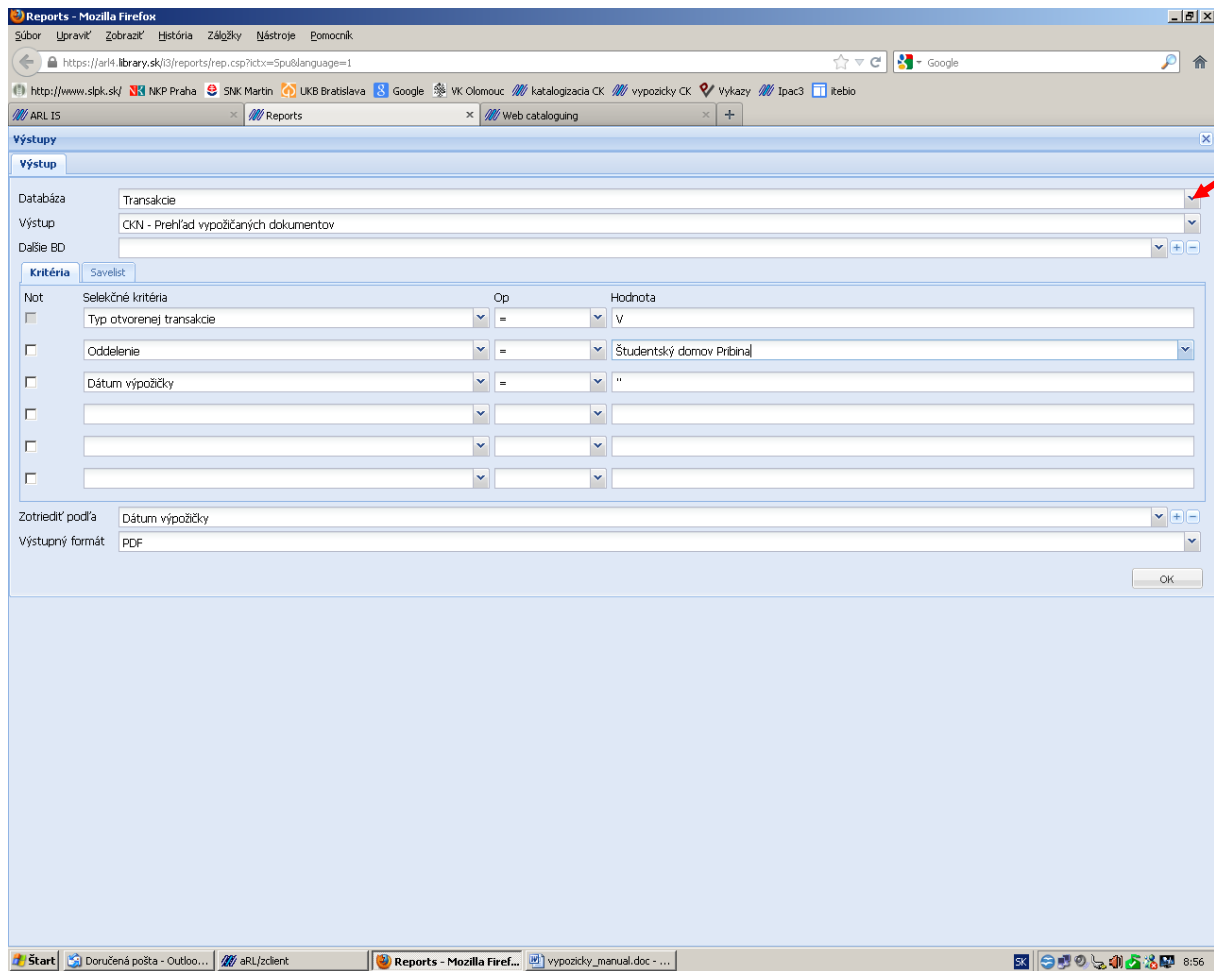 Reports - Mozilla Firefox
Súbor Upraviť Zobraziť História Záložky Nástroje Pomocník
https://arl4.library.sk/i3/reports/rep.csp?ictx=Spu&language=1 Google
http://www.slpk.sk/ NKP Praha SNK Martin UKB Bratislava Google VK Olomouc katalogizacia CK vypozicky CK Vykazy Ipac3 itebio
ARL IS Reports Web cataloguing
Výstupy
Výstup
Databáza Transakcie
Výstup CKN - Prehľad vypožičaných dokumentov
Dalšie BD
Kritéria Savelist
Not Selekčné kritéria Op Hodnota
Typ otvorenej transakcie = V
Oddelenie = Študentský domov Pribina
Dátum výpožičky = "
Zotriediť podľa Dátum výpožičky
Výstupný formát PDF
OK
Štart Doručená pošta - Outloo... aRL/zclient Reports - Mozilla Firef... vypozicky_manual.doc - ... SK 8:56